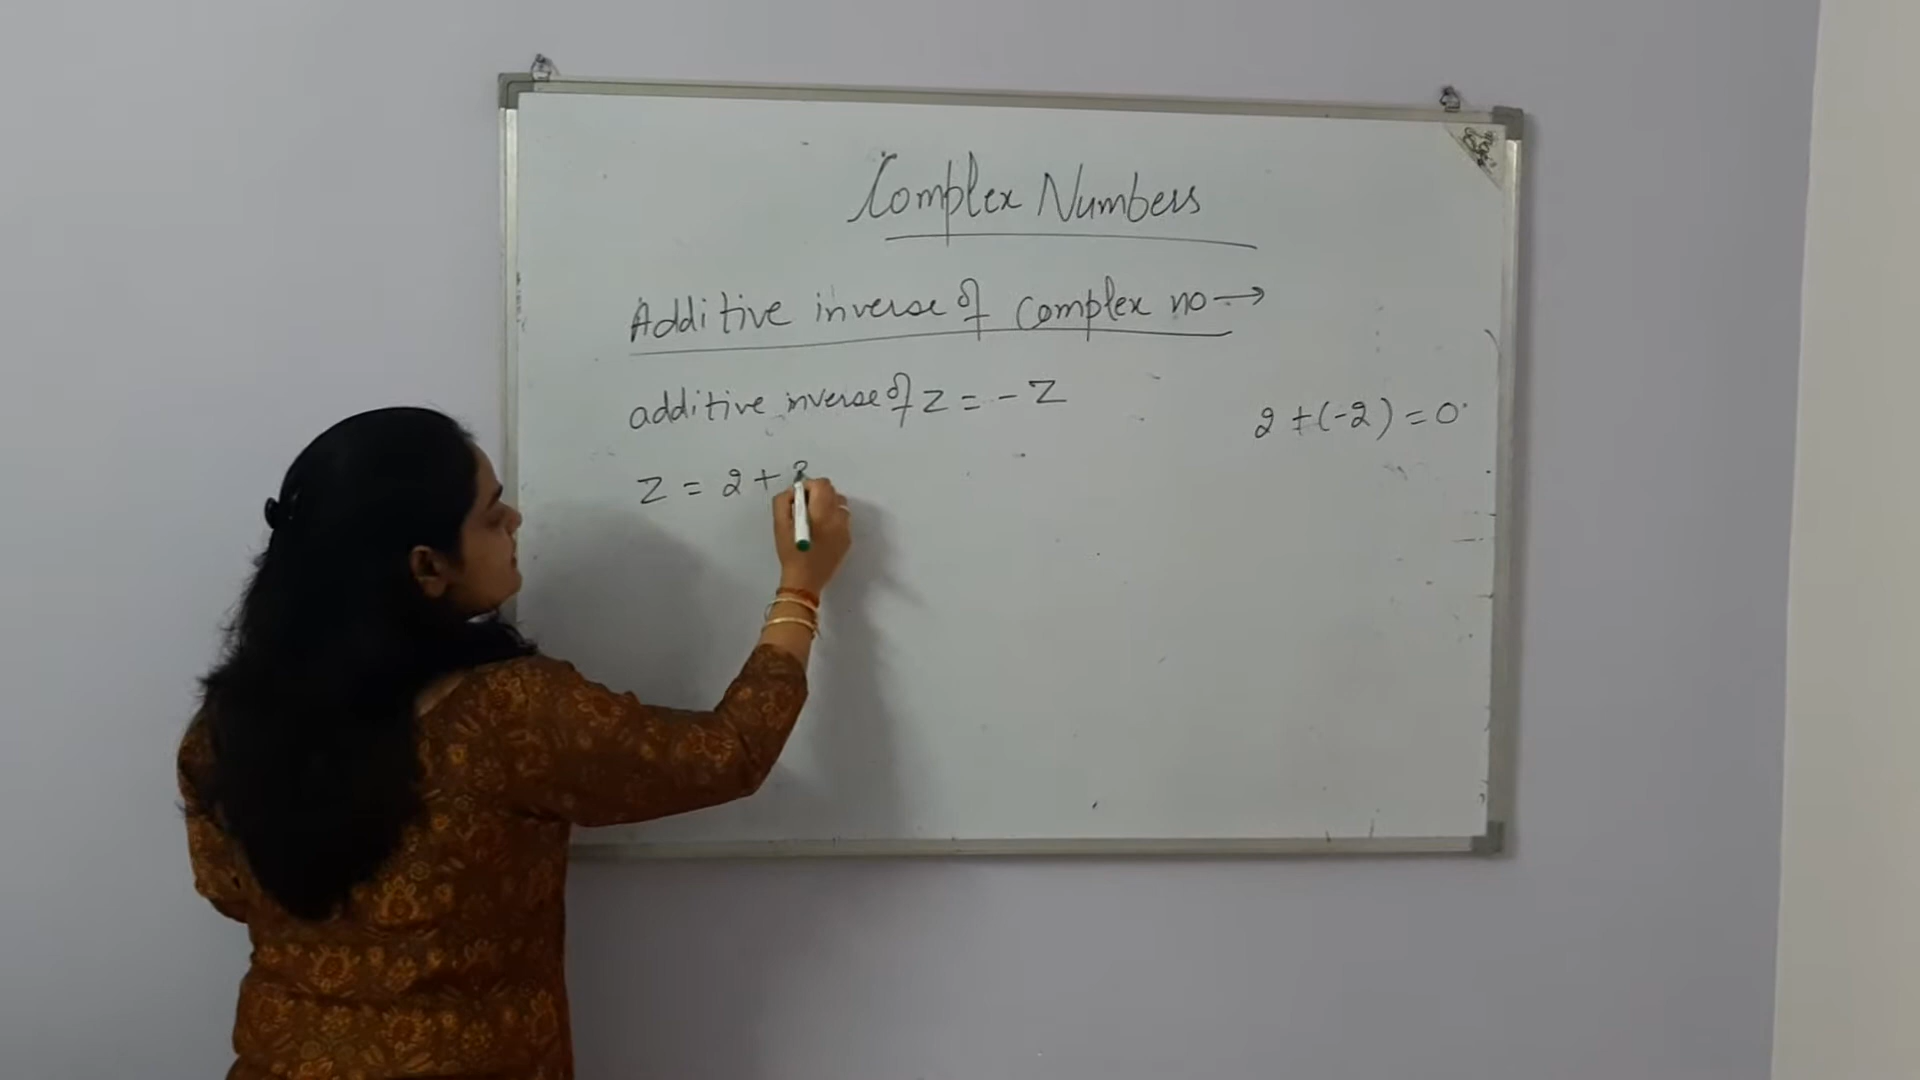 Complex Numbers
Additive inverse of complex no →
additive inverse of z = - z
2 + (-2) = 0
z = 2 +